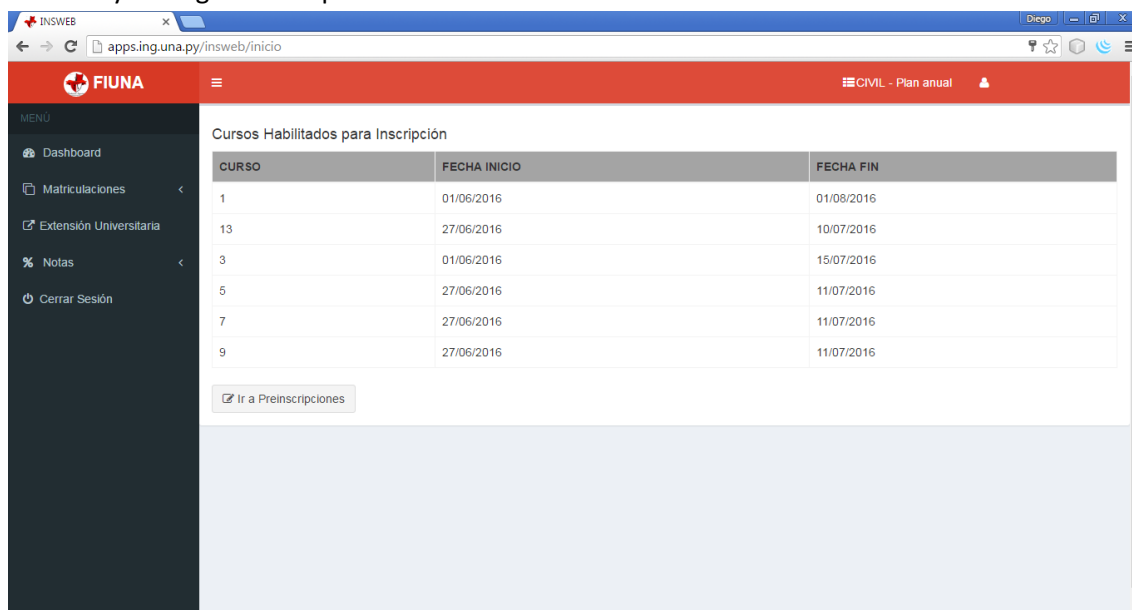 INSWEB
Diego
apps.ing.una.py/insweb/inicio
FIUNA
CIVIL - Plan anual
MENÚ
Dashboard
Matriculaciones
Extensión Universitaria
Notas
Cerrar Sesión
Cursos Habilitados para Inscripción
CURSO FECHA INICIO FECHA FIN
1 01/06/2016 01/08/2016
13 27/06/2016 10/07/2016
3 01/06/2016 15/07/2016
5 27/06/2016 11/07/2016
7 27/06/2016 11/07/2016
9 27/06/2016 11/07/2016
Ir a Preinscripciones